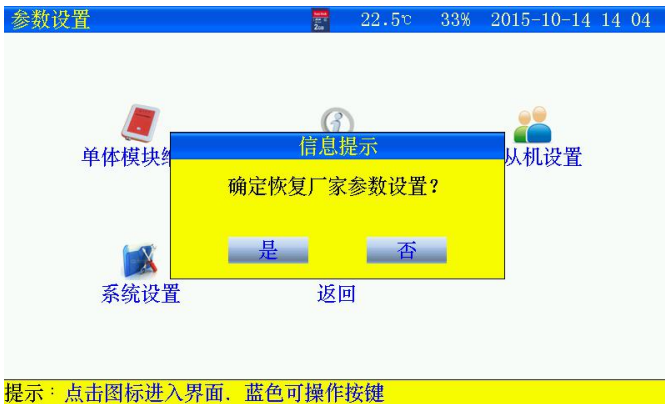 参数设置 22.5℃ 33% 2015-10-14 14 04
信息提示
单体模块 从机设置
确定恢复厂家参数设置?
是 否
系统设置 返回
提示:点击图标进入界面. 蓝色可操作按键